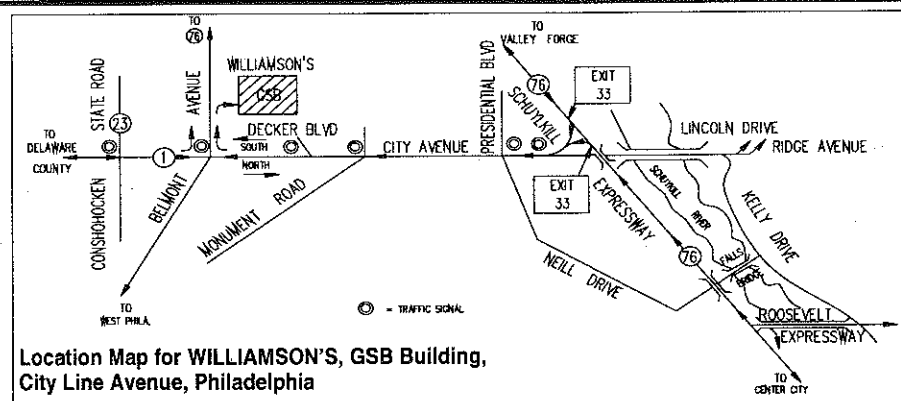 TO
76
TO
VALLEY FORGE
STATE ROAD
23
AVENUE
WILLIAMSON'S
GSB
PRESIDENTIAL BLVD
76
SCHUYLKILL
EXIT
33
LINCOLN DRIVE
RIDGE AVENUE
TO
DELAWARE
COUNTY
1
DECKER BLVD
SOUTH
NORTH
CITY AVENUE
CONSHOHOCKEN
BELMONT
MONUMENT ROAD
EXIT
33
EXPRESSWAY
SCHUYLKILL
RIVER
KELLY DRIVE
NEILL DRIVE
76
FALLS
BRIDGE
TO
WEST PHILA.
= TRAFFIC SIGNAL
ROOSEVELT
EXPRESSWAY
TO
CENTER CITY
Location Map for WILLIAMSON'S, GSB Building,
City Line Avenue, Philadelphia